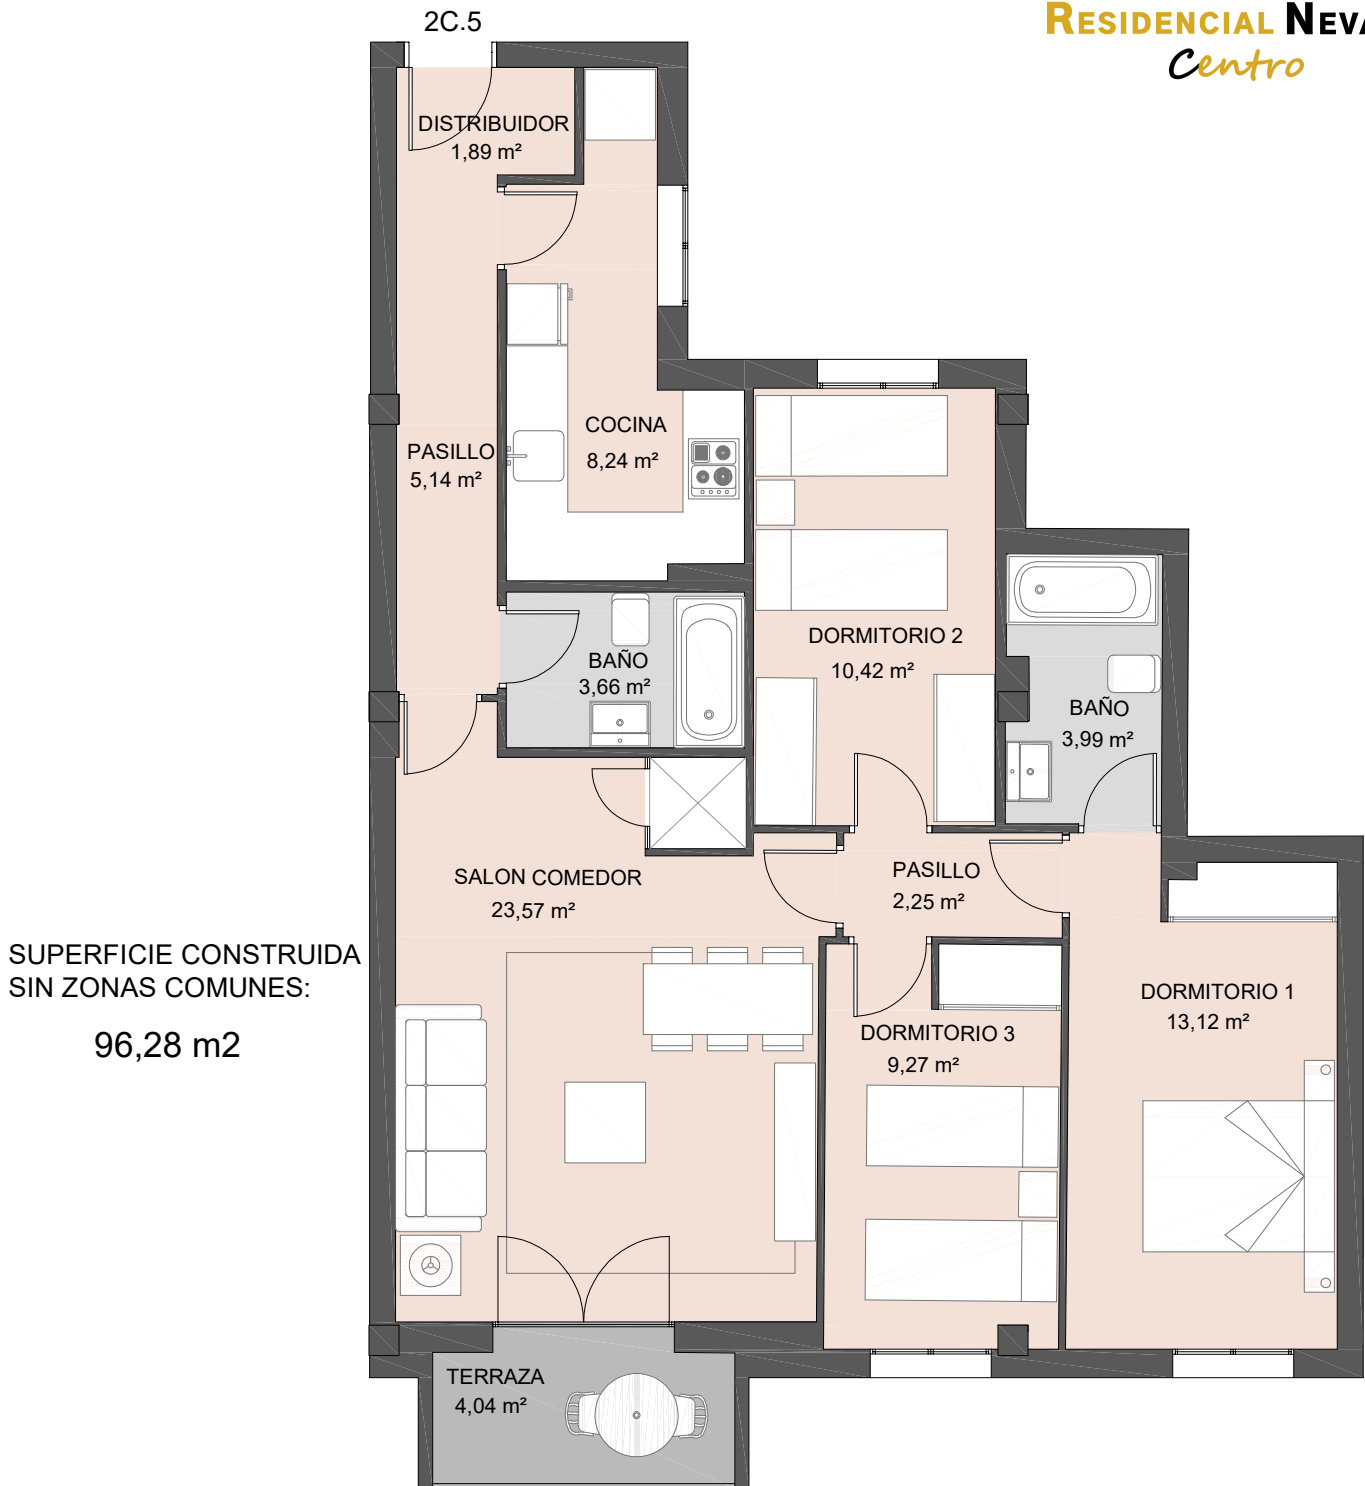 2C.5
RESIDENCIAL NEVA
Centro
DISTRIBUIDOR
1,89 m²
COCINA
8,24 m²
PASILLO
5,14 m²
DORMITORIO 2
10,42 m²
BAÑO
3,66 m²
BAÑO
3,99 m²
SALON COMEDOR
23,57 m²
PASILLO
2,25 m²
SUPERFICIE CONSTRUIDA
SIN ZONAS COMUNES:
96,28 m2
DORMITORIO 1
13,12 m²
DORMITORIO 3
9,27 m²
TERRAZA
4,04 m²